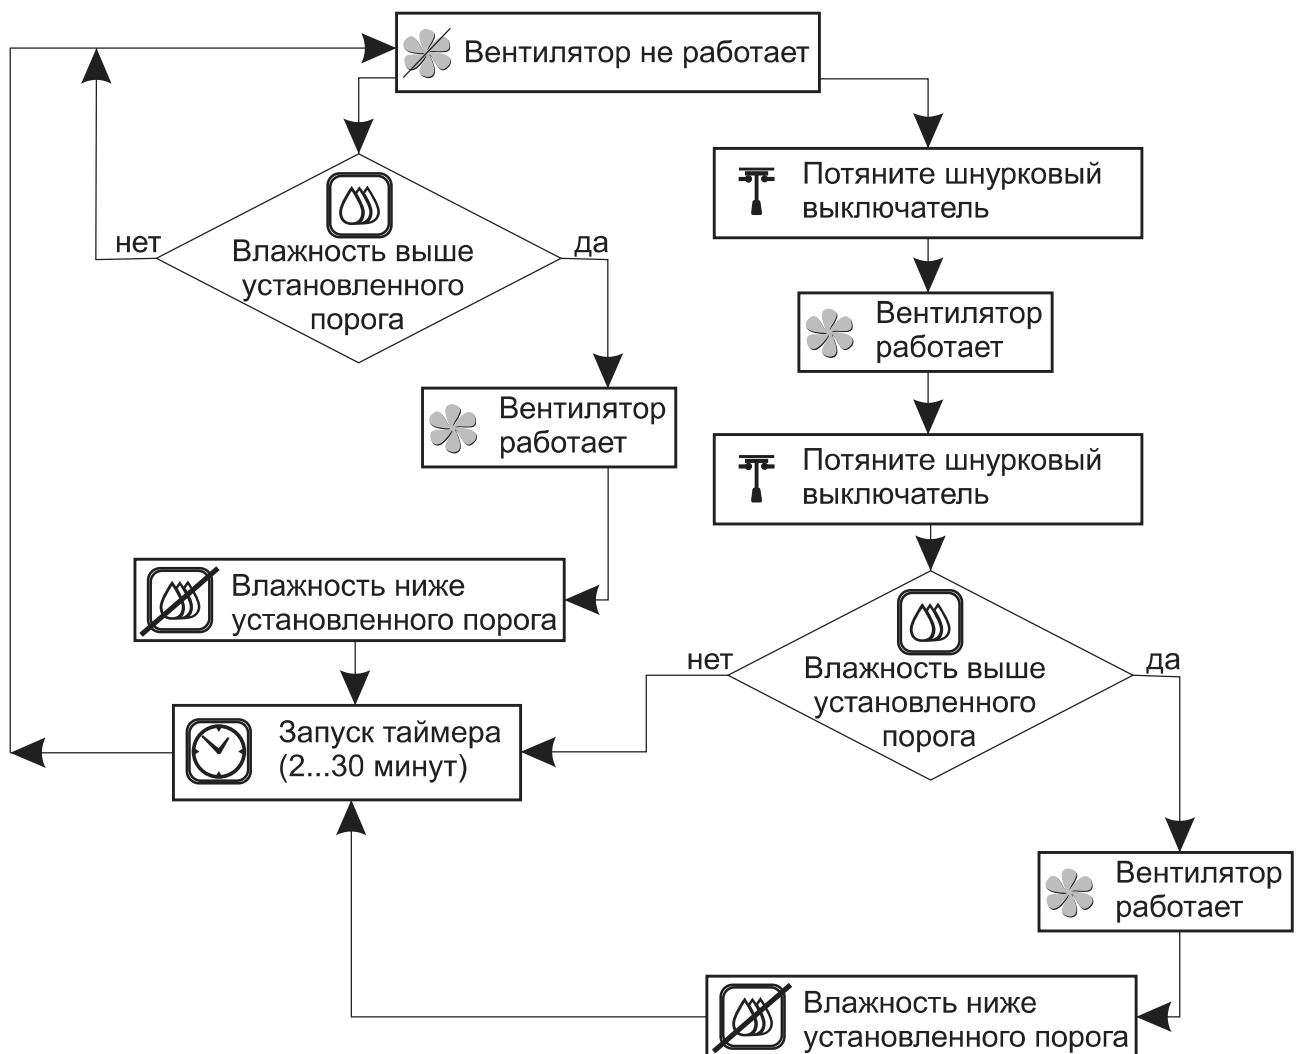 Вентилятор не работает
Потяните шнурковый
выключатель
нет
да
Влажность выше
установленного
порога
Вентилятор
работает
Вентилятор
работает
Потяните шнурковый
выключатель
Влажность ниже
установленного порога
нет
да
Влажность выше
установленного
порога
Запуск таймера
(2...30 минут)
Вентилятор
работает
Влажность ниже
установленного порога